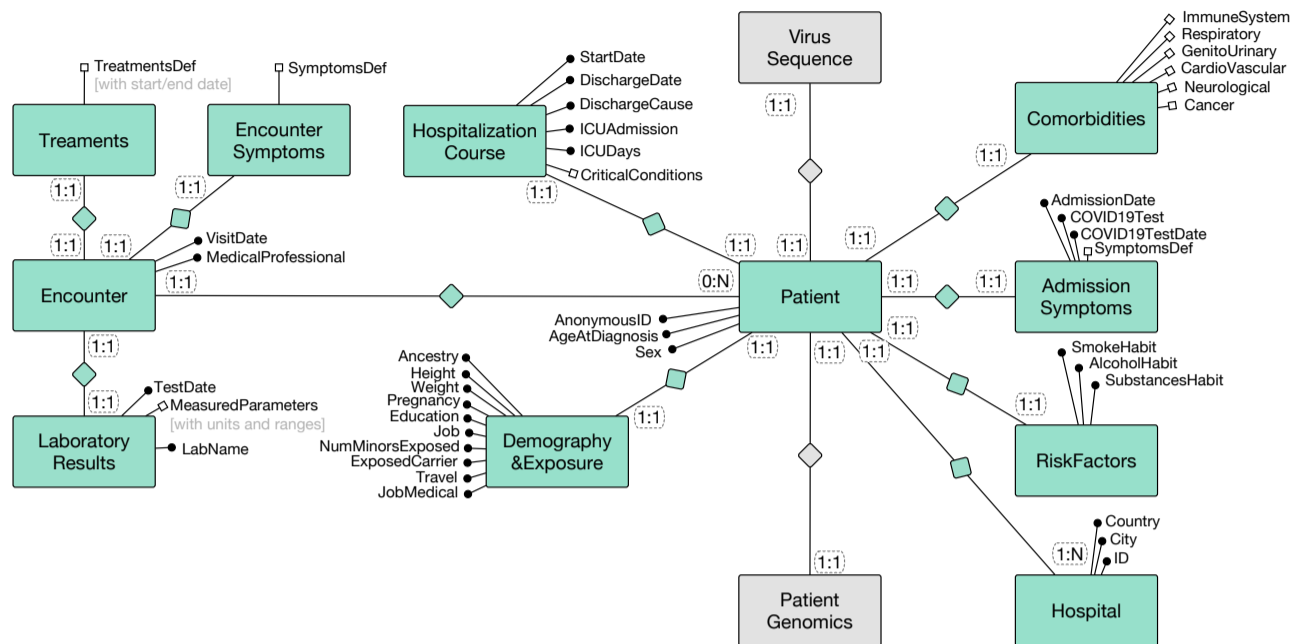 Virus
Sequence
1:1
ImmuneSystem
Respiratory
GenitoUrinary
CardioVascular
Neurological
Cancer
Comorbidities
1:1
TreatmentsDef
[with start/end date]
Treaments
1:1
SymptomsDef
Encounter
Symptoms
1:1
StartDate
DischargeDate
DischargeCause
ICUAdmission
ICUDays
CriticalConditions
Hospitalization
Course
1:1
1:1
1:1
VisitDate
MedicalProfessional
Encounter
1:1
1:1
0:N
1:1
1:1
1:1
Patient
1:1
1:1
AdmissionDate
COVID19Test
COVID19TestDate
SymptomsDef
Admission
Symptoms
AnonymousID
AgeAtDiagnosis
Sex
1:1
1:1
1:1
1:1
1:1
1:1
TestDate
MeasuredParameters
[with units and ranges]
LabName
Laboratory
Results
Ancestry
Height
Weight
Pregnancy
Education
Job
NumMinorsExposed
ExposedCarrier
Travel
JobMedical
Demography
&Exposure
1:1
SmokeHabit
AlcoholHabit
SubstancesHabit
1:1
RiskFactors
Country
City
ID
1:N
Hospital
1:1
Patient
Genomics